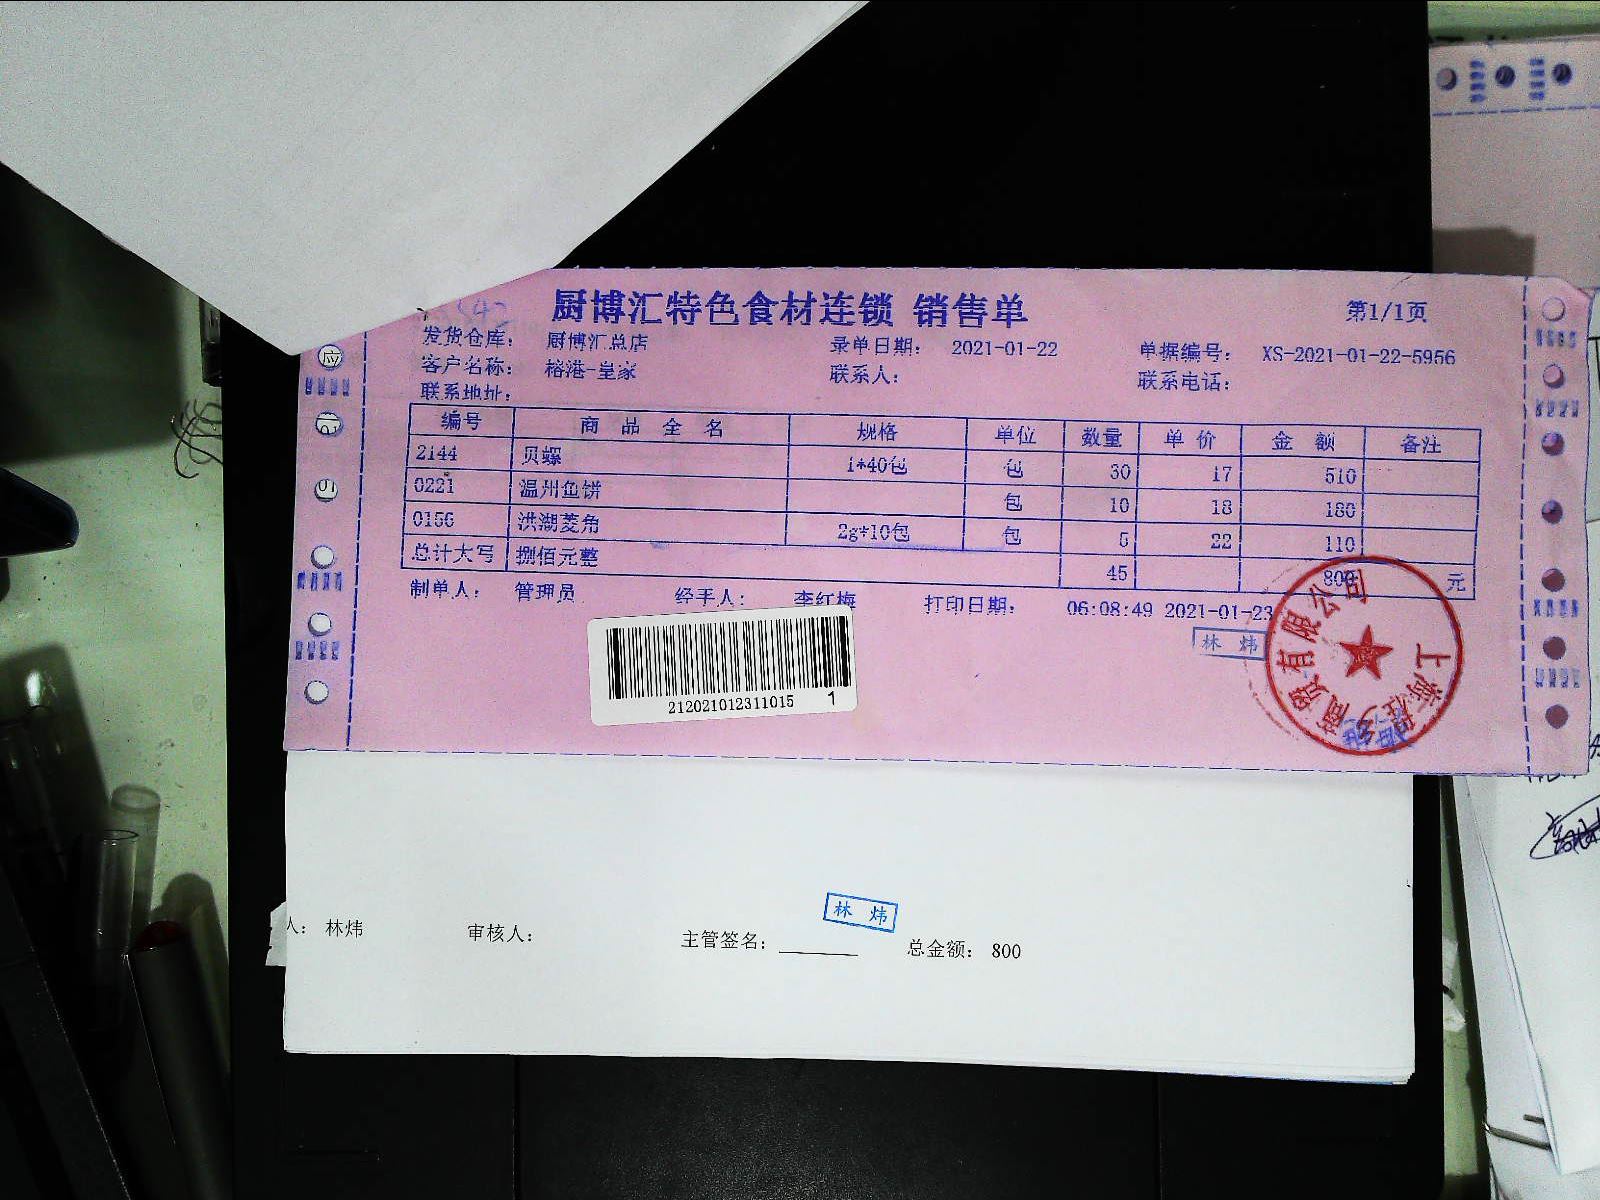 厨博汇特色食材连锁 销售单
第1/1页
发货仓库: 厨博汇总店 录单日期: 2021-01-22 单据编号: XS-2021-01-22-5956
客户名称: 榕港-皇家 联系人: 联系电话:
联系地址:
编号 商品全名 规格 单位 数量 单价 金额 备注
2144 贝螺 1*40包 包 30 17 510
0221 温州鱼饼 包 10 18 180
0156 洪湖菱角 2g*10包 包 5 22 110
总计大写 捌佰元整 45 800 元
制单人: 管理员 经手人: 李红梅 打印日期: 06:08:49 2021-01-23
林 炜
212021012311015 1
林 炜
人: 林炜 审核人: 主管签名: 总金额: 800